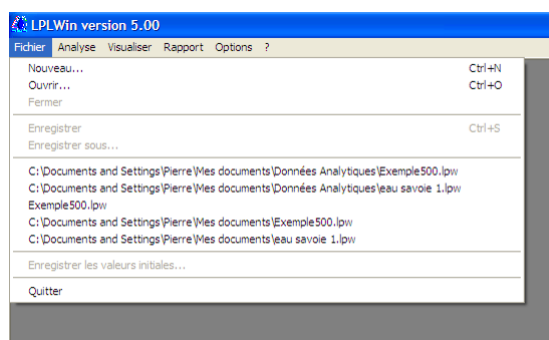 LPLWin version 5.00
Fichier Analyse Visualiser Rapport Options ?
Nouveau... Ctrl+N
Ouvrir... Ctrl+O
Fermer
Enregistrer Ctrl+S
Enregistrer sous...
C:\Documents and Settings\Pierre\Mes documents\Données Analytiques\Exemple500.lpw
C:\Documents and Settings\Pierre\Mes documents\Données Analytiques\eau savoie 1.lpw
Exemple500.lpw
C:\Documents and Settings\Pierre\Mes documents\Exemple500.lpw
C:\Documents and Settings\Pierre\Mes documents\eau savoie 1.lpw
Enregistrer les valeurs initiales...
Quitter